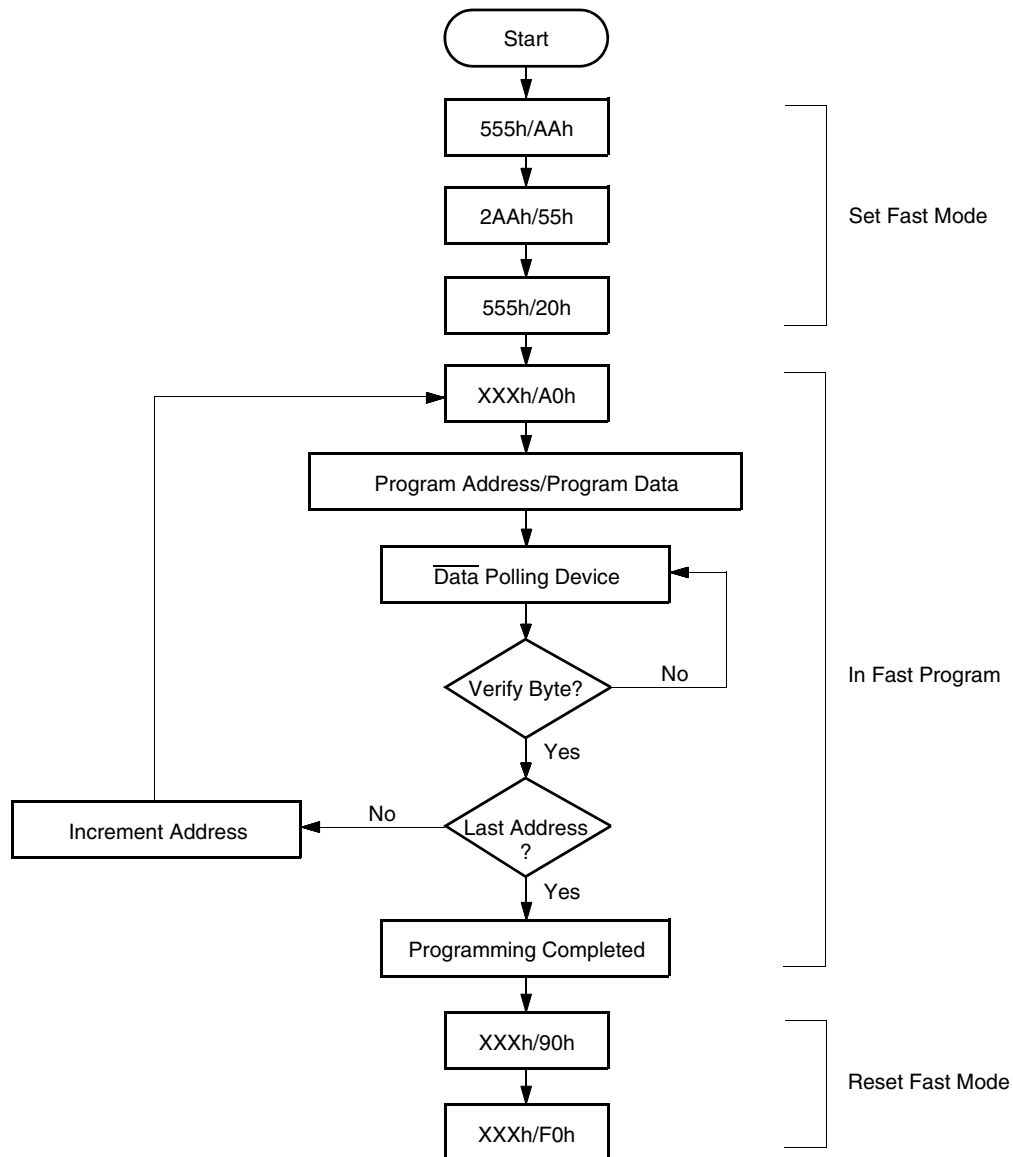 Start
555h/AAh
2AAh/55h
Set Fast Mode
555h/20h
XXXh/A0h
Program Address/Program Data
Data Polling Device
Verify Byte?
No
In Fast Program
Yes
Increment Address
No
Last Address
?
Yes
Programming Completed
XXXh/90h
Reset Fast Mode
XXXh/F0h